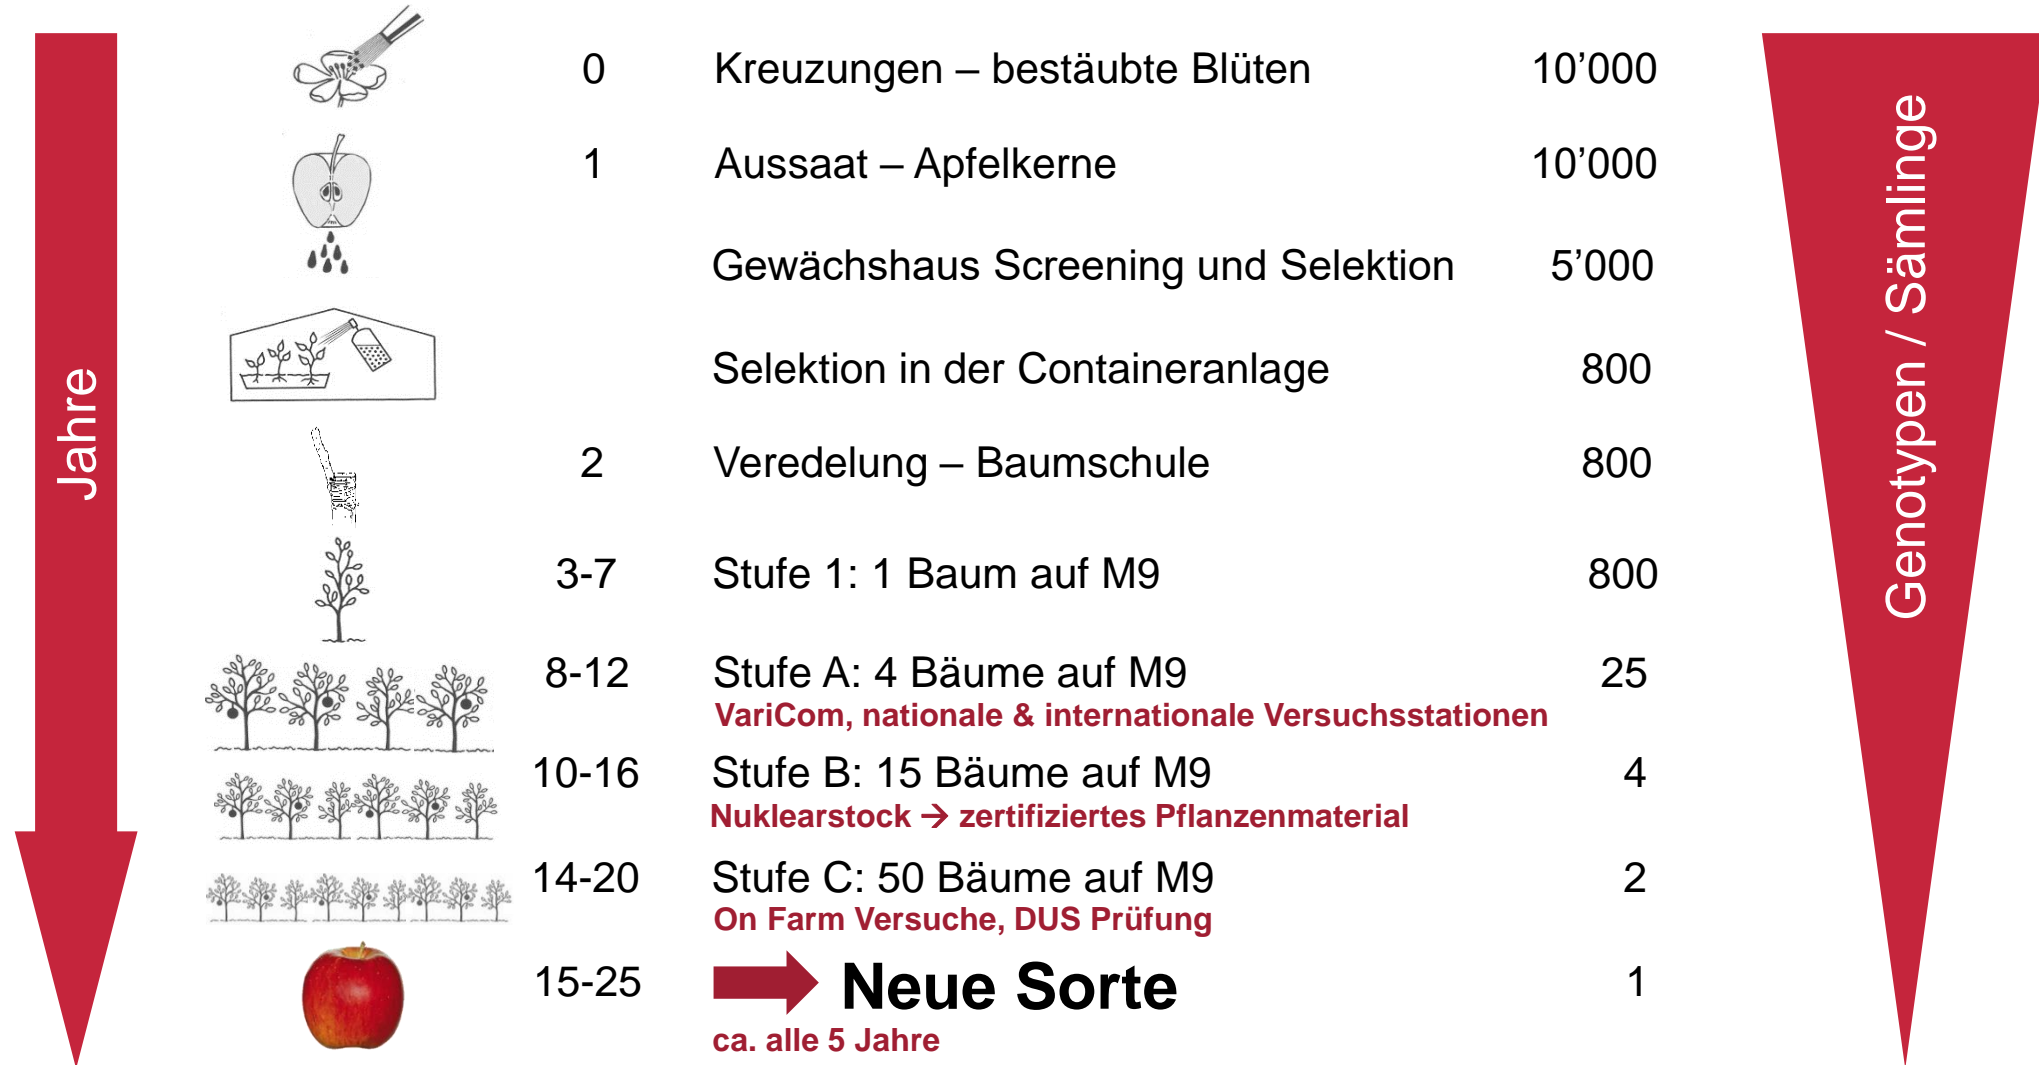 Jahre
0 Kreuzungen – bestäubte Blüten 10’000
1 Aussaat – Apfelkerne 10’000
Gewächshaus Screening und Selektion 5’000
Selektion in der Containeranlage 800
2 Veredelung – Baumschule 800
3-7 Stufe 1: 1 Baum auf M9 800
8-12 Stufe A: 4 Bäume auf M9 25
VariCom, nationale & internationale Versuchsstationen
10-16 Stufe B: 15 Bäume auf M9 4
Nuklearstock → zertifiziertes Pflanzenmaterial
14-20 Stufe C: 50 Bäume auf M9 2
On Farm Versuche, DUS Prüfung
15-25 Neue Sorte 1
ca. alle 5 Jahre
Genotypen / Sämlinge